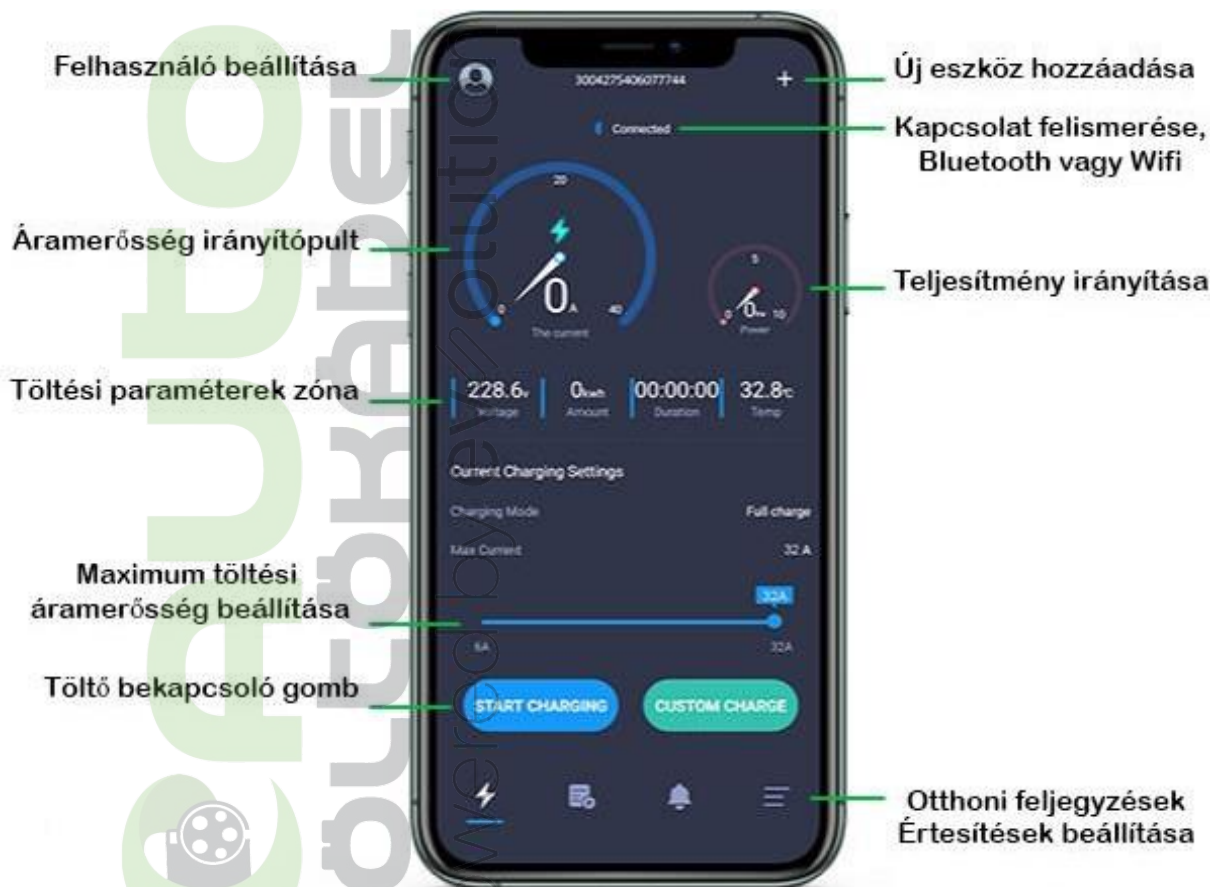 Felhasználó beállítása
Új eszköz hozzáadása
3004275406077744
+
Connected
Kapcsolat felismerése,
Bluetooth vagy Wifi
20
Áramerősség irányítópult
0
0A
40
The current
Teljesítmény irányítása
5
0
10
Power
Töltési paraméterek zóna
228.6v
Voltage
0kwh
Amount
00:00:00
Duration
32.8℃
Temp
Current Charging Settings
Charging Mode
Full charge
Max Current
32 A
Maximum töltési
áramerősség beállítása
32A
6A
32A
Töltő bekapcsoló gomb
START CHARGING
CUSTOM CHARGE
Otthoni feljegyzések
Értesítések beállítása